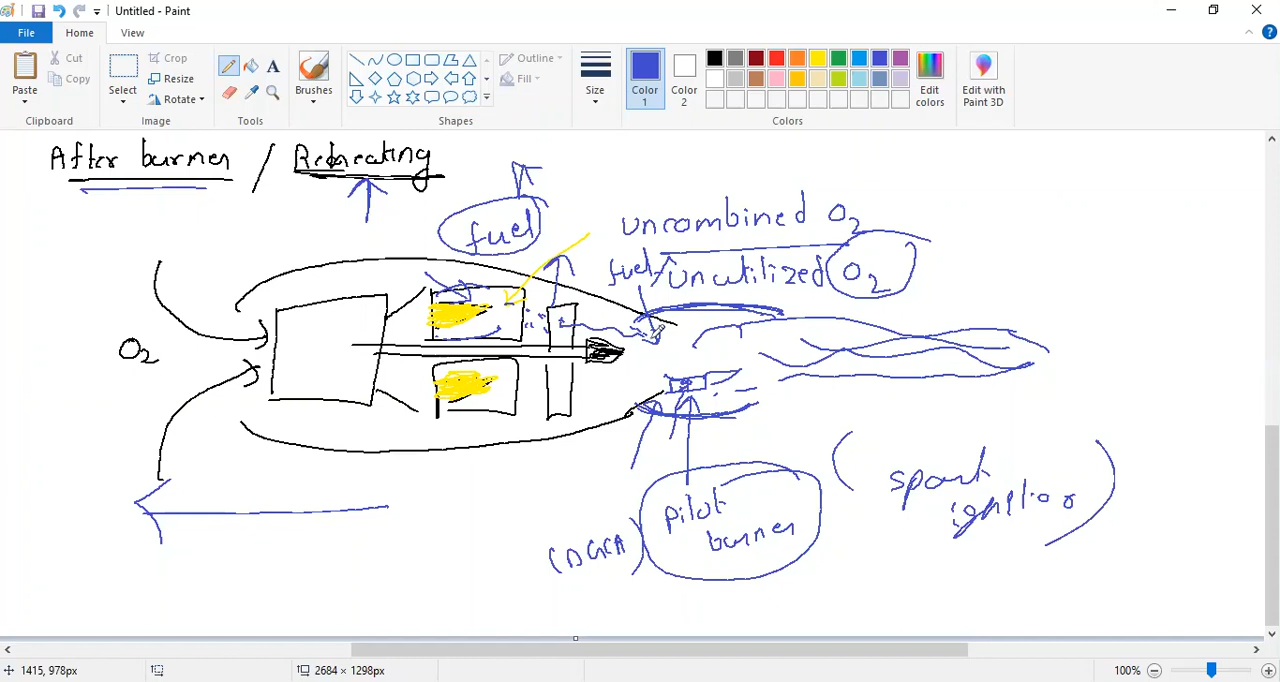 Untitled - Paint
File
Home
View
Paste
Cut
Copy
Clipboard
Select
Crop
Resize
Rotate
Image
A
Tools
Brushes
Shapes
Outline
Fill
Size
Color 1
Color 2
Edit colors
Colors
Edit with Paint 3D
After burner / Reheating
fuel
uncombined O2
fuel/unutilized O2
O2
pilot burner
(DGCA)
(spark ignitior)
1415, 978px
2684 × 1298px
100%